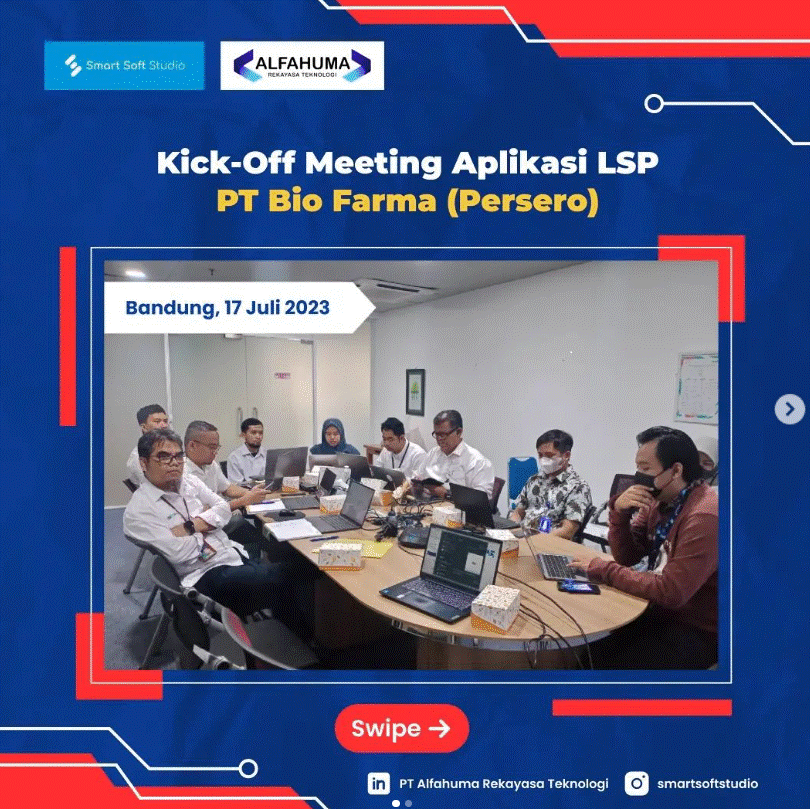 Smart Soft Studio
ALFAHUMA
REKAYASA TEKNOLOGI
Kick-Off Meeting Aplikasi LSP
PT Bio Farma (Persero)
Bandung, 17 Juli 2023
Swipe →
in PT Alfahuma Rekayasa Teknologi
smartsoftstudio